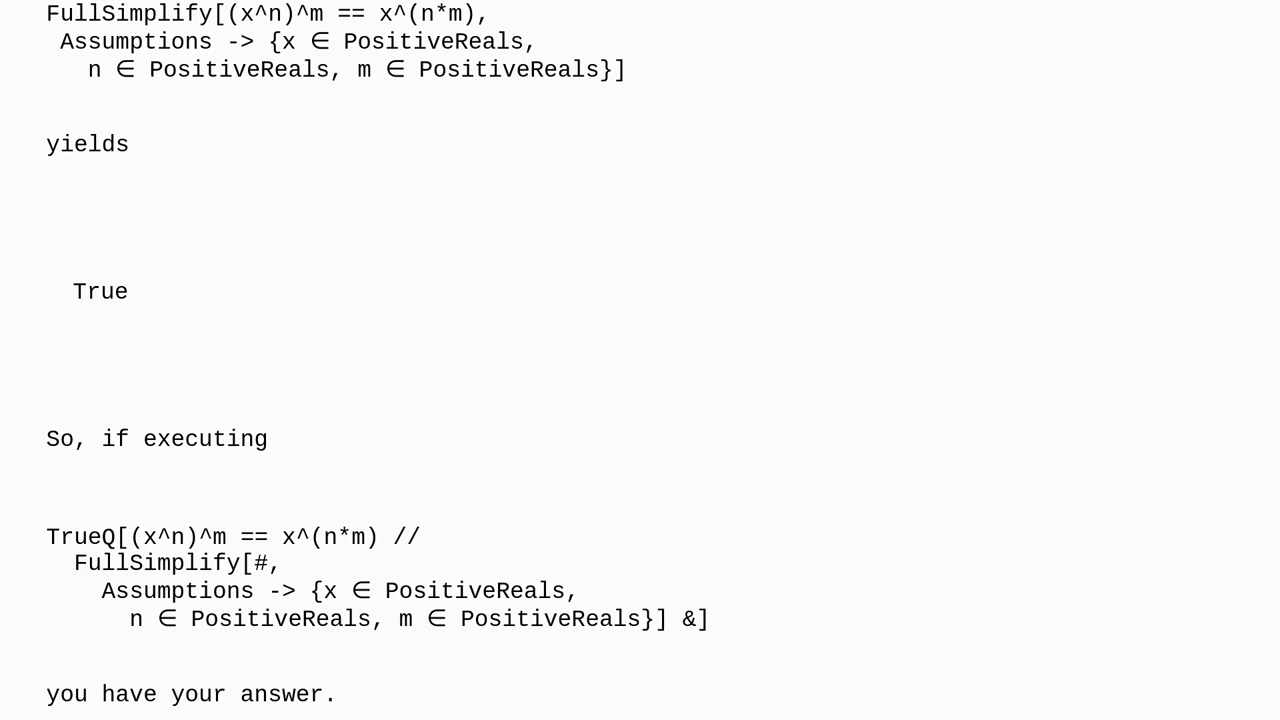 FullSimplify[(x^n)^m == x^(n*m),
Assumptions -> {x ∈ PositiveReals,
n ∈ PositiveReals, m ∈ PositiveReals}]
yields
True
So, if executing
TrueQ[(x^n)^m == x^(n*m) //
FullSimplify[#,
Assumptions -> {x ∈ PositiveReals,
n ∈ PositiveReals, m ∈ PositiveReals}] &]
you have your answer.